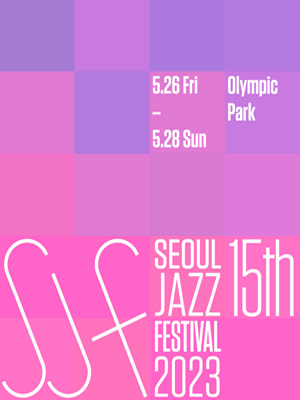 5.26 Fri
–
5.28 Sun
Olympic
Park
sjf
SEOUL
JAZZ
FESTIVAL
2023
15th